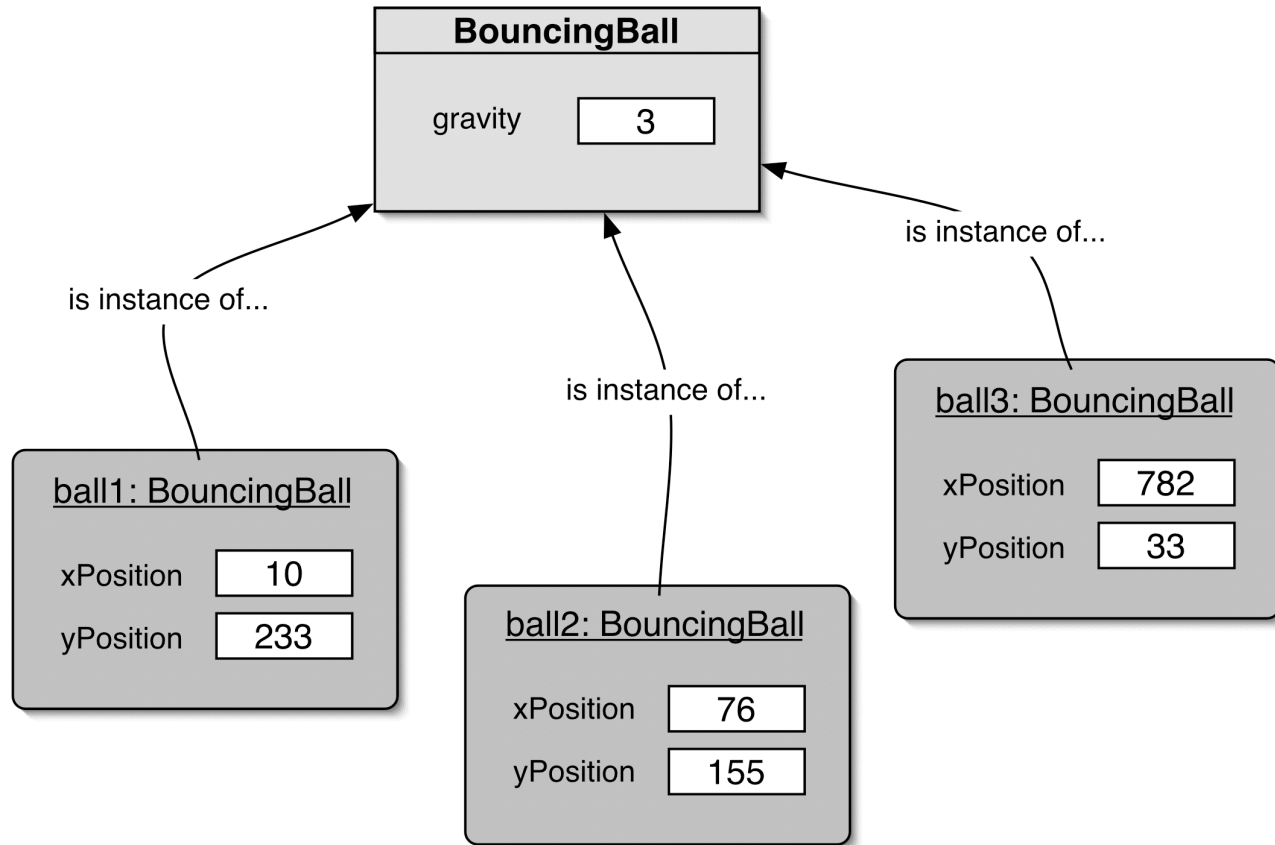 BouncingBall
gravity 3
is instance of...
is instance of...
is instance of...
ball1: BouncingBall
xPosition 10
yPosition 233
ball2: BouncingBall
xPosition 76
yPosition 155
ball3: BouncingBall
xPosition 782
yPosition 33